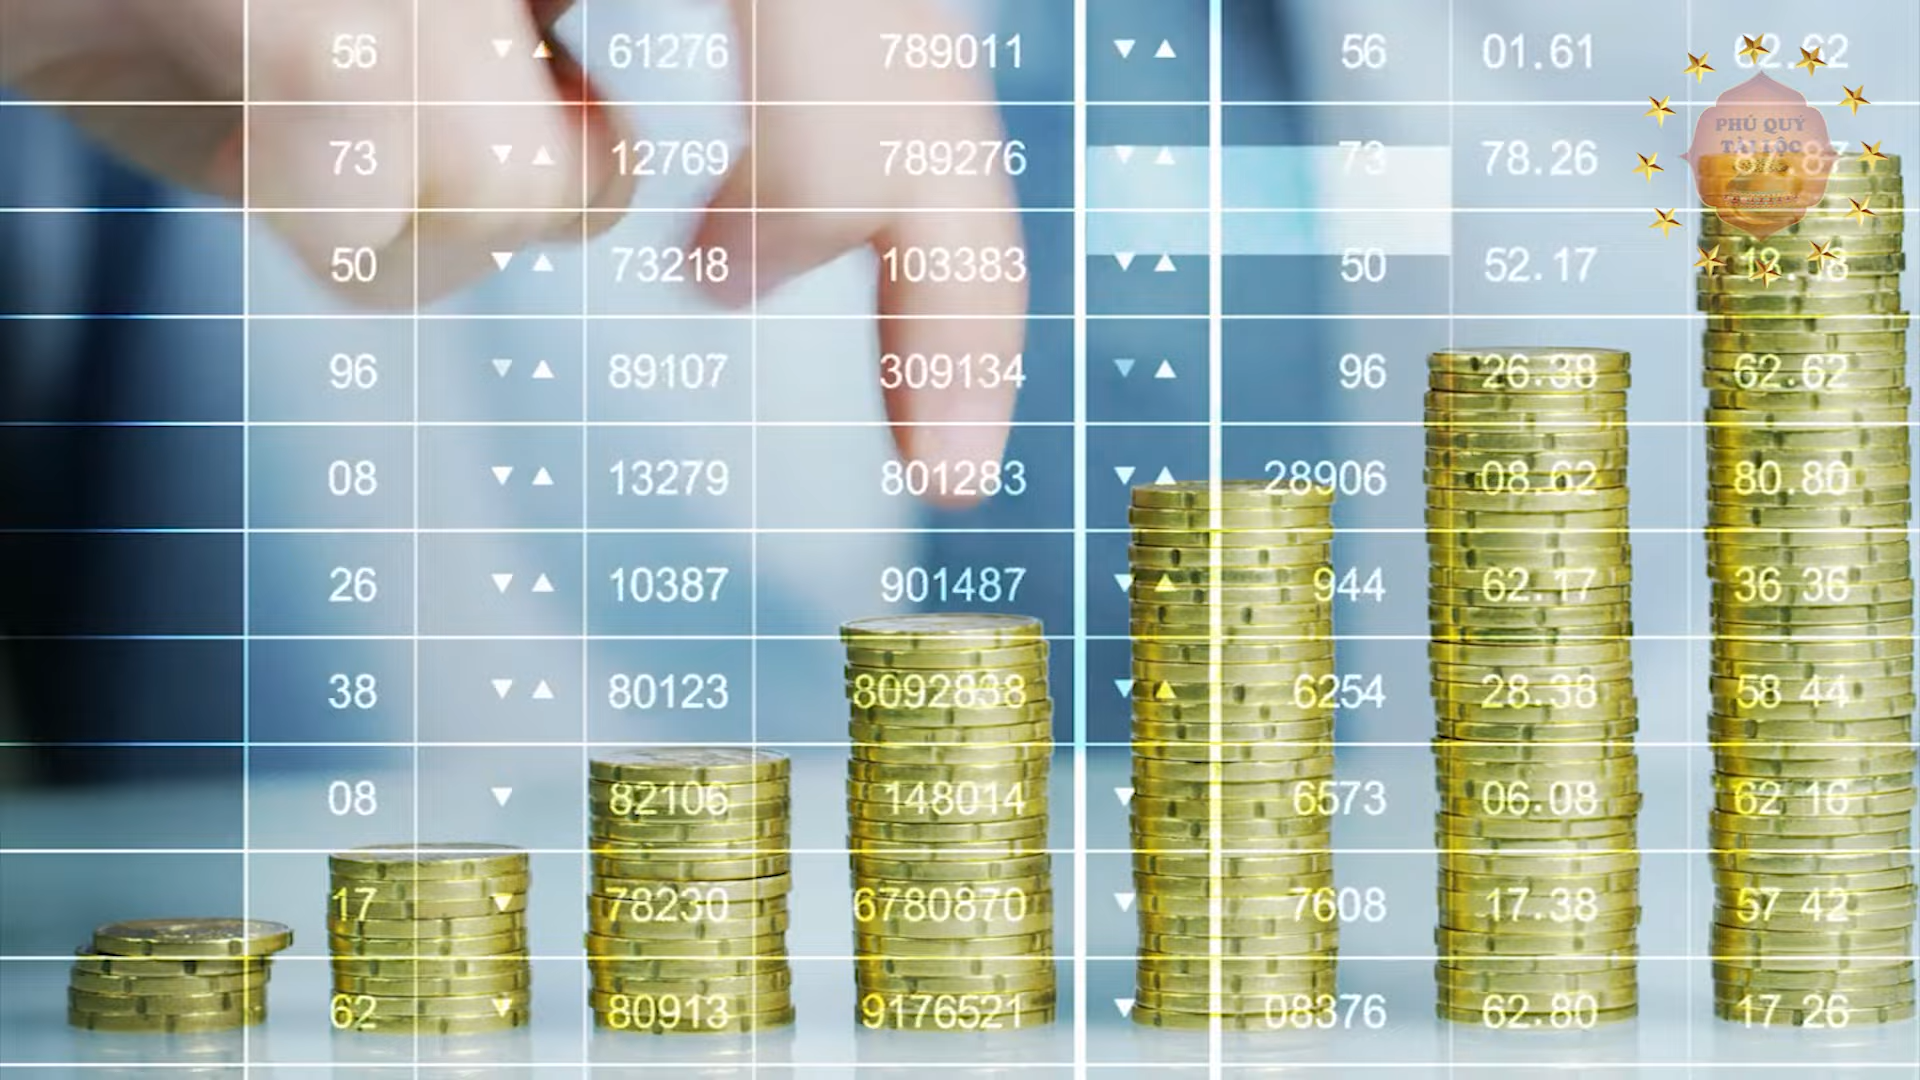 56 ▼ ▲ 61276 789011 ▼ ▲ 56 01.61 62.62
73 ▼ ▲ 12769 789276 ▼ ▲ 73 78.26
50 ▼ ▲ 73218 103383 ▼ ▲ 50 52.17
96 ▼ ▲ 89107 309134 ▼ ▲ 96 26.38 62.62
08 ▼ ▲ 13279 801283 ▼ ▲ 28906 08.62 80.80
26 ▼ ▲ 10387 901487 ▼ ▲ 944 62.17 36 36
38 ▼ ▲ 80123 8092838 ▼ ▲ 6254 28.38 58 44
08 ▼ 82106 148014 ▼ 6573 06.08 62 16
17 ▼ 78230 6780870 ▼ 7608 17.38 57 42
62 ▼ 80913 9176521 ▼ 08376 62.80 17 26
PHÚ QUÝ
TÀI LỘC